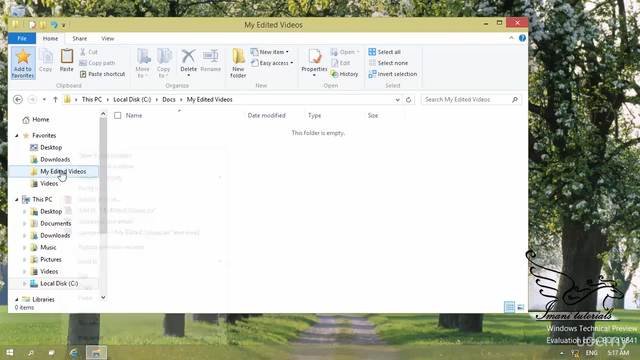 My Edited Videos
File
Home
Share
View
Add to favorites
Copy
Paste
Cut
Copy path
Paste shortcut
Move to
Copy to
Delete
Rename
New folder
New item
Easy access
Properties
Open
Edit
History
Select all
Select none
Invert selection
Clipboard
Organize
New
Open
Select
This PC
Local Disk (C:)
Docs
My Edited Videos
Search My Edited Videos
Name
Date modified
Type
Size
This folder is empty.
Home
Favorites
Desktop
Downloads
My Edited Videos
Videos
This PC
Desktop
Documents
Downloads
Music
Pictures
Videos
Local Disk (C:)
Libraries
0 items
Imani tutorials
Windows Technical Preview
Evaluation copy. Build 9841
ENG
5:17 AM